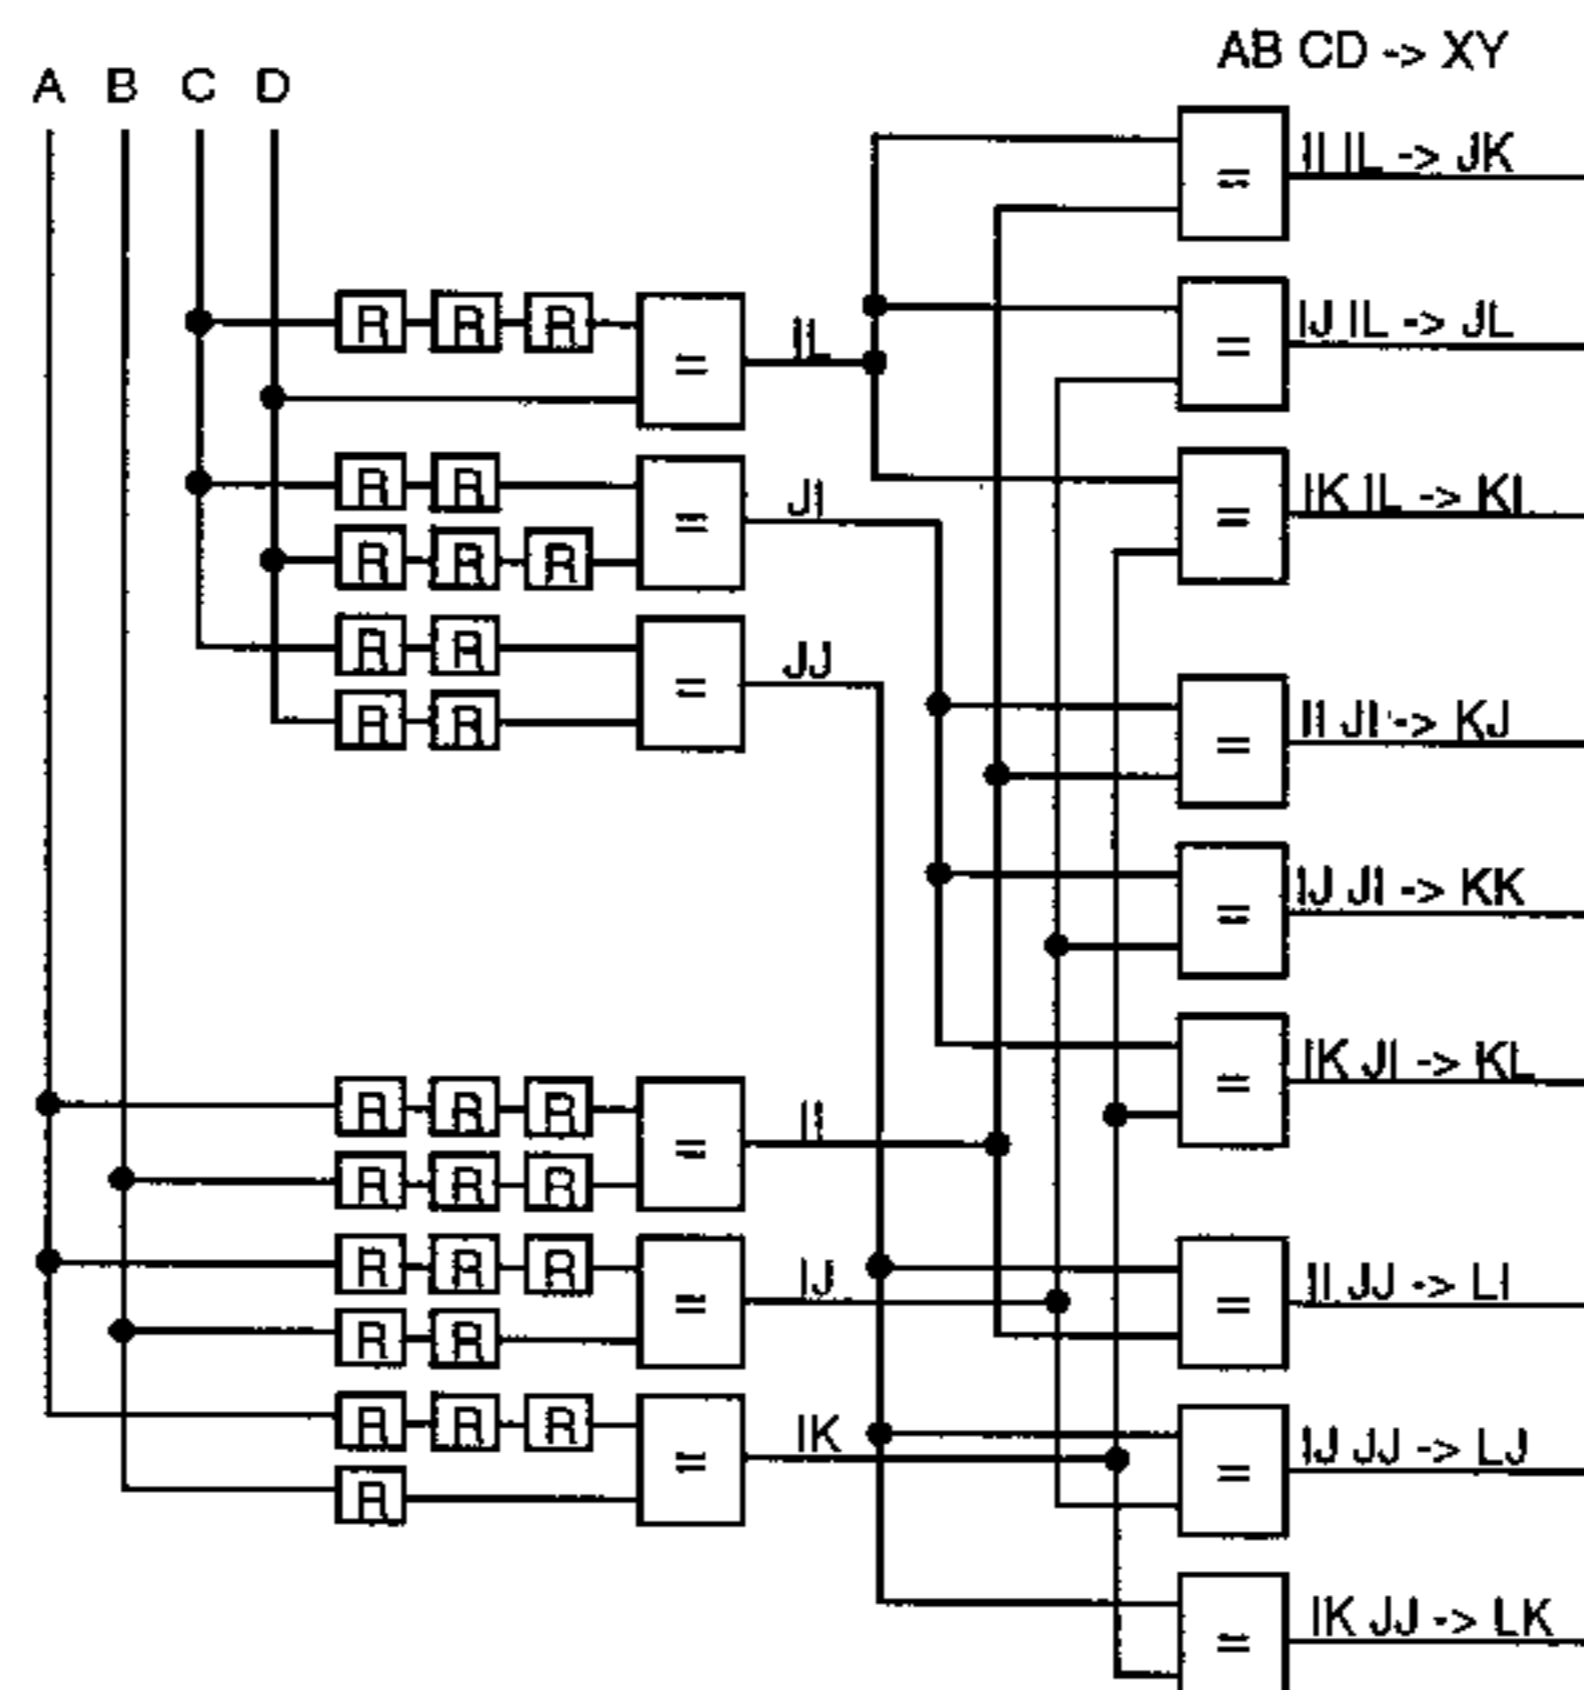 AB CD -> XY
A B C D
II IL -> JK
R R R = IL
=
IJ IL -> JL
=
R R = JI
R R R
IK IL -> KI
=
R R = JJ
R R
II JI -> KJ
=
IJ JI -> KK
=
IK JI -> KL
=
R R R = II
R R R
R R R = IJ
R R
II JJ -> LI
=
R R R = IK
R
IJ JJ -> LJ
=
IK JJ -> LK
=